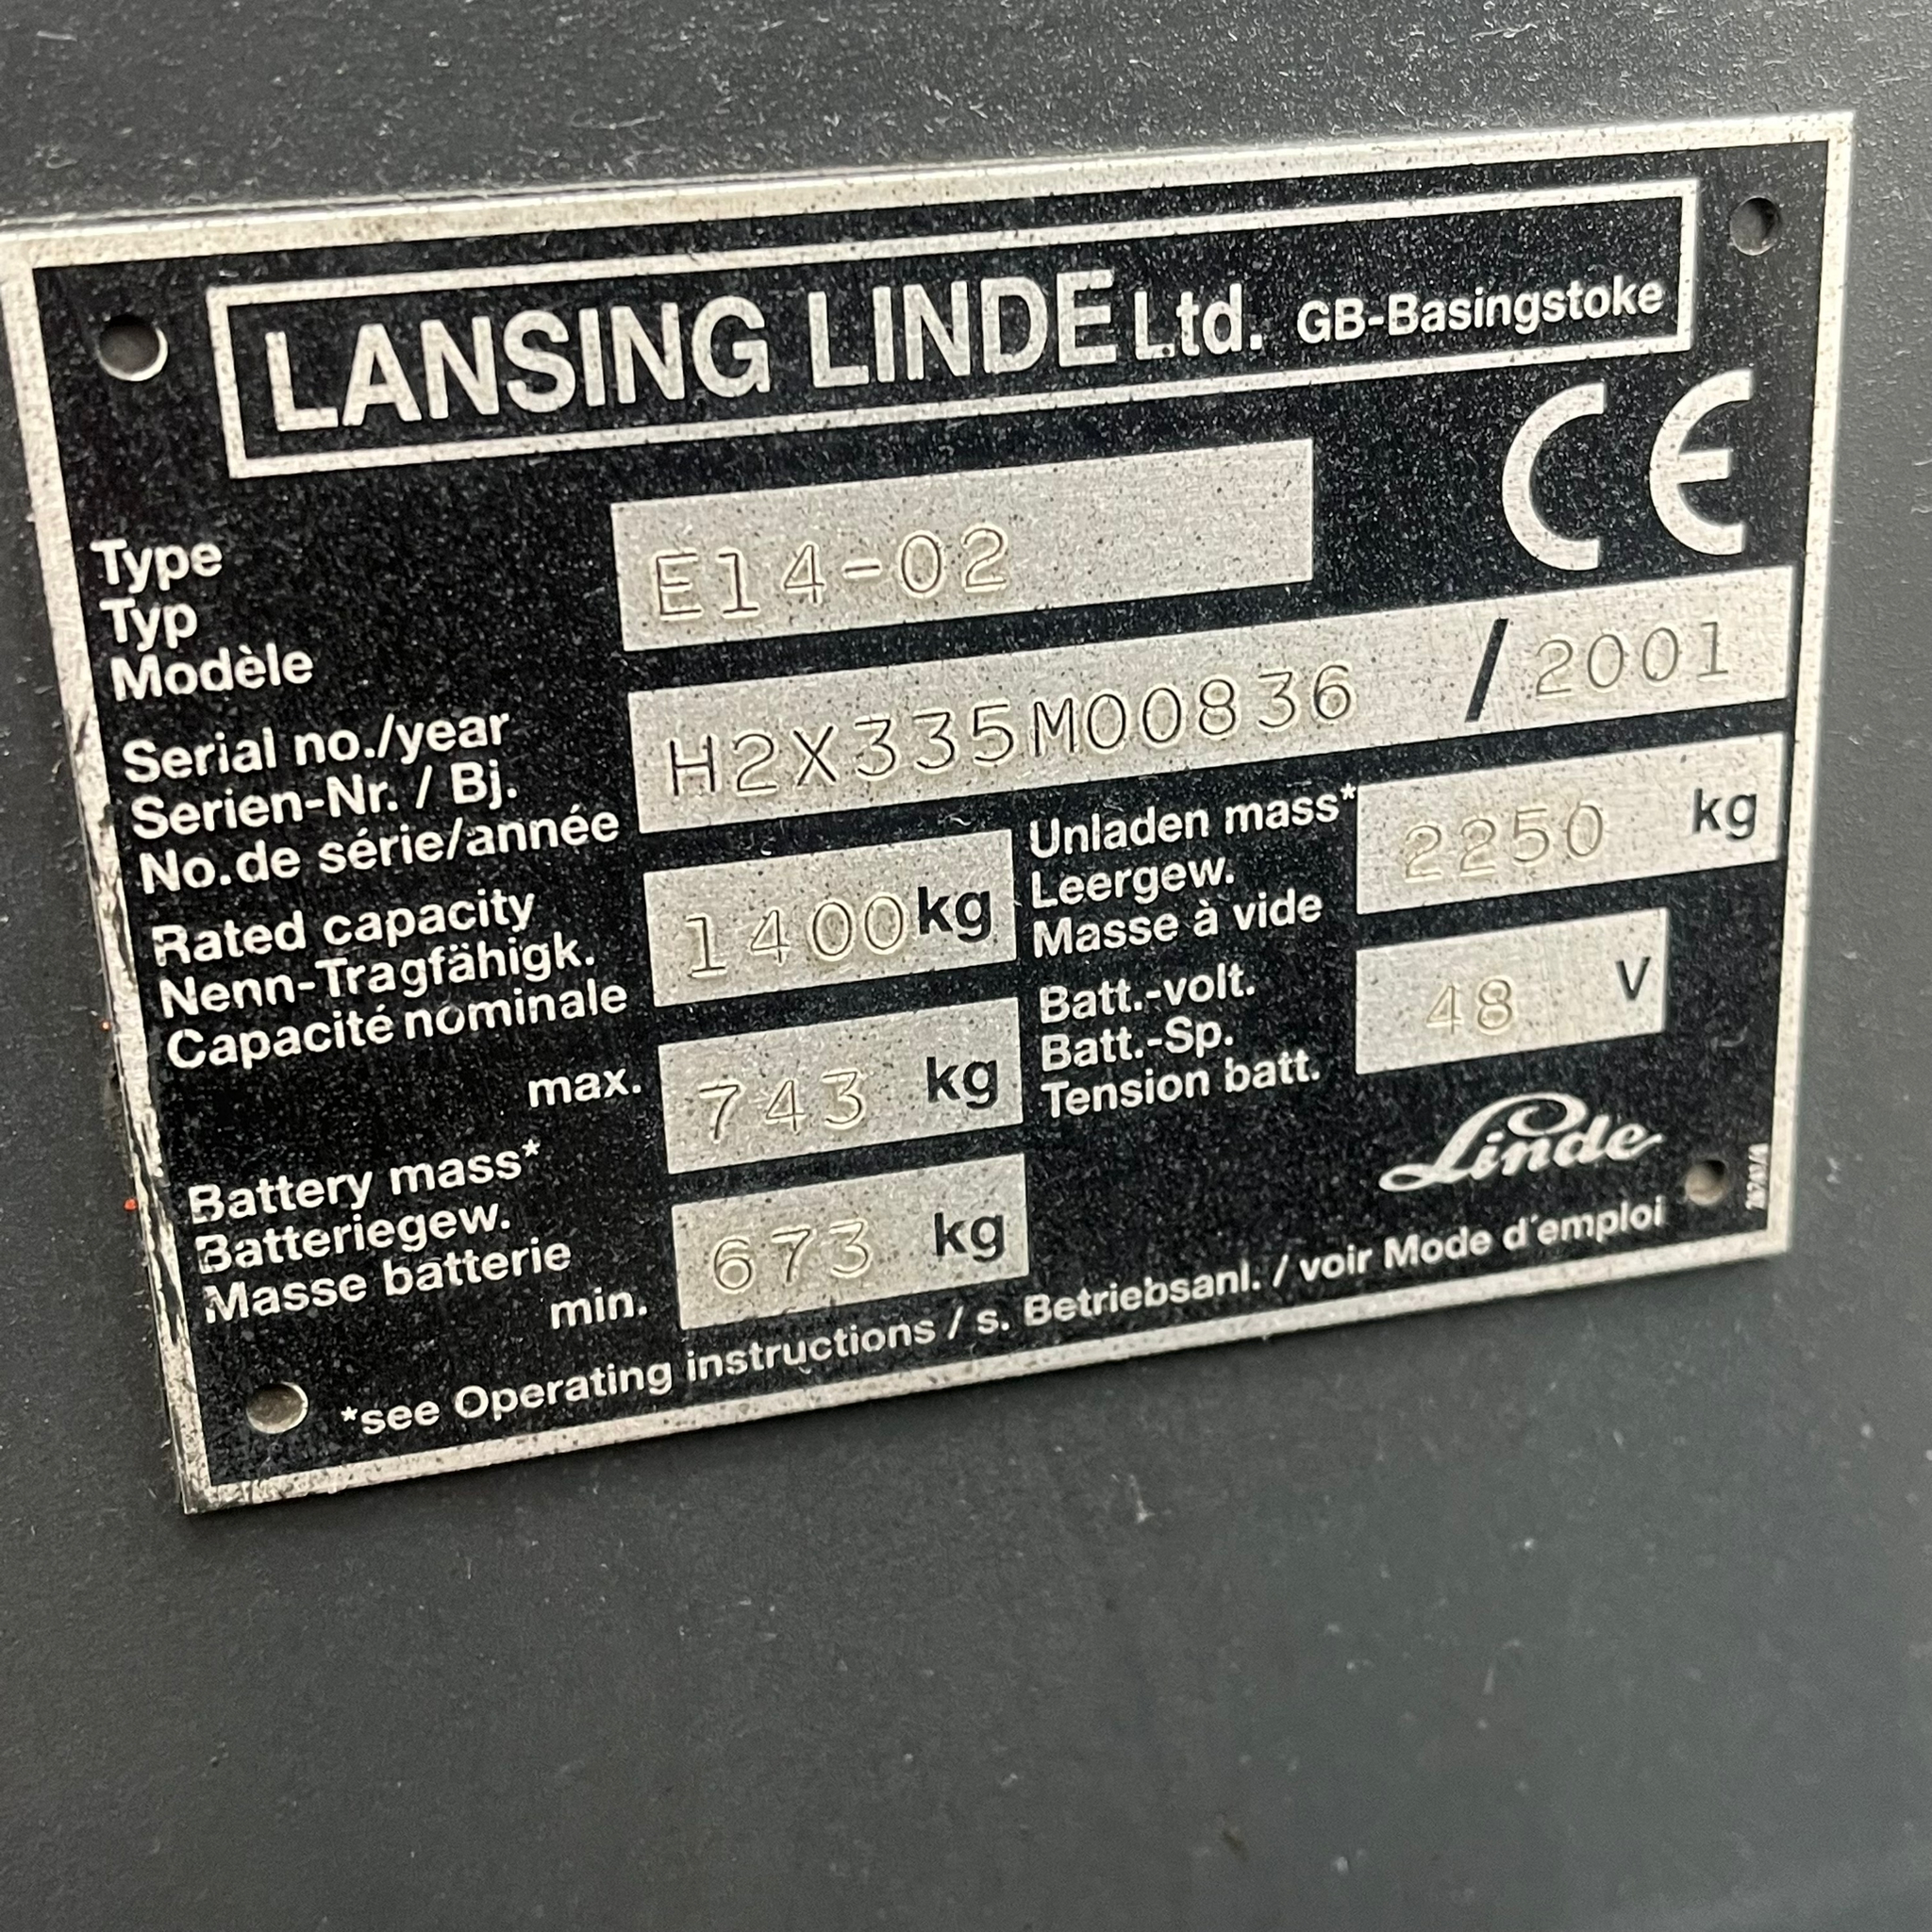 LANSING LINDE Ltd. GB-Basingstoke
CE
Type
Typ
Modèle
E14-02
Serial no./year
Serien-Nr. / Bj.
No.de série/année
H2X335M00836 / 2001
Rated capacity
Nenn-Tragfähigk.
Capacité nominale
1400 kg
Unladen mass*
Leergew.
Masse à vide
2250 kg
Batt.-volt.
Batt.-Sp.
Tension batt.
48 V
Battery mass*
Batteriegew.
Masse batterie
max. 743 kg
min. 673 kg
Linde
*see Operating instructions / s. Betriebsanl. / voir Mode d'emploi